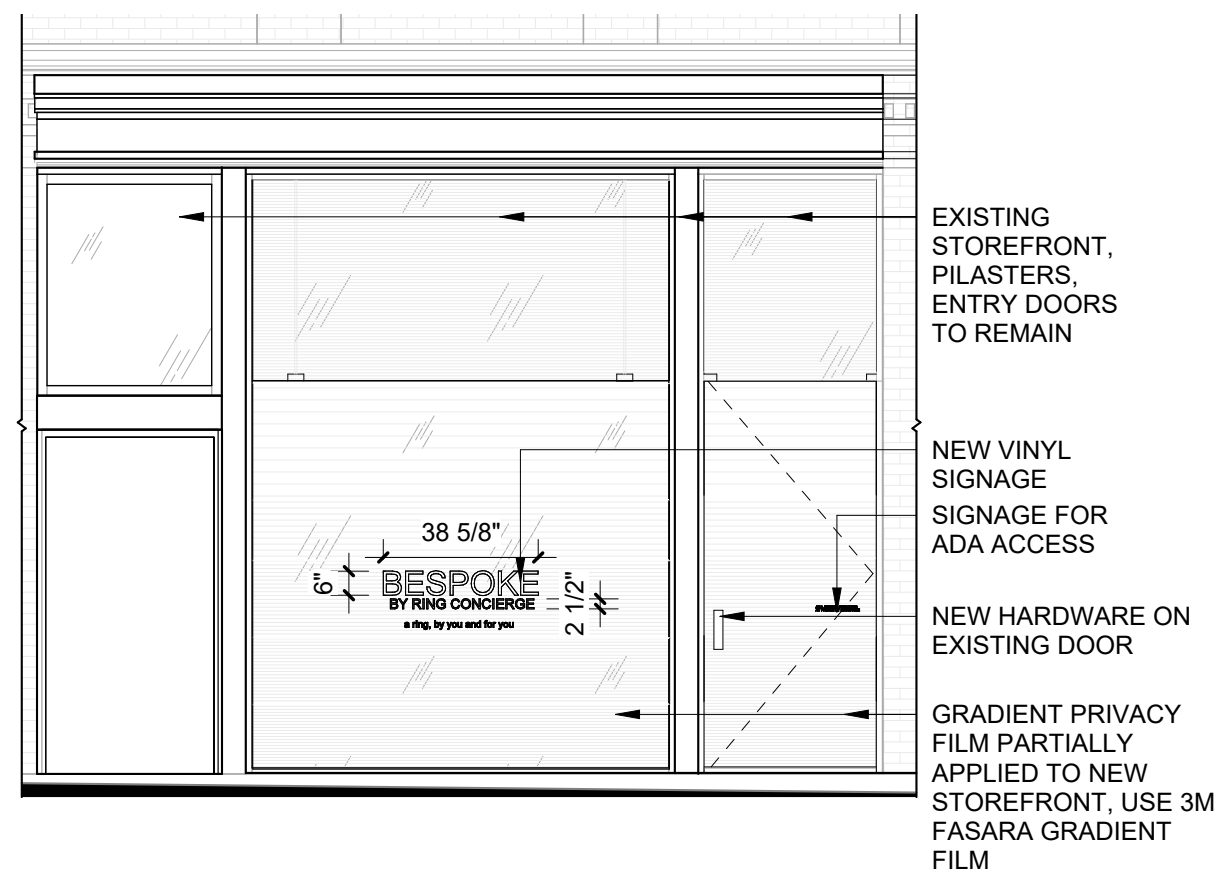 EXISTING
STOREFRONT,
PILASTERS,
ENTRY DOORS
TO REMAIN
NEW VINYL
SIGNAGE
SIGNAGE FOR
ADA ACCESS
38 5/8"
6"
BESPOKE
BY RING CONCIERGE
2 1/2"
a ring, by you and for you
NEW HARDWARE ON
EXISTING DOOR
GRADIENT PRIVACY
FILM PARTIALLY
APPLIED TO NEW
STOREFRONT, USE 3M
FASARA GRADIENT
FILM